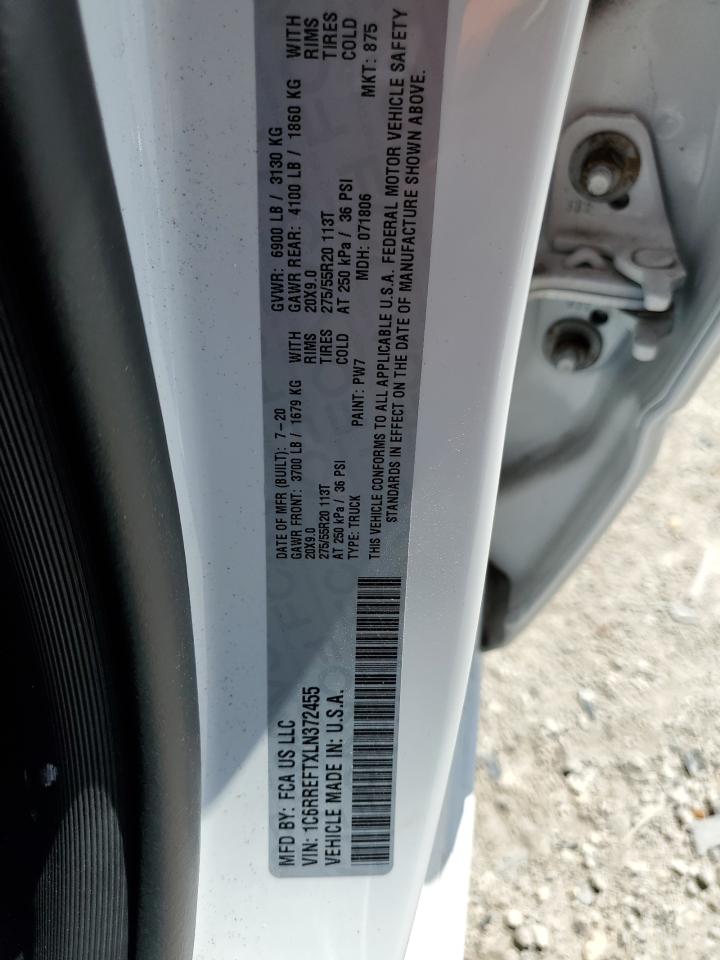 MFD BY: FCA US LLC
VIN: 1C6RREFTXLN372455
VEHICLE MADE IN: U.S.A.
DATE OF MFR (BUILT): 7-20 GVWR: 6900 LB / 3130 KG
GAWR FRONT: 3700 LB / 1679 KG WITH GAWR REAR: 4100 LB / 1860 KG WITH
20X9.0 RIMS 20X9.0 RIMS
275/55R20 113T TIRES 275/55R20 113T TIRES
AT 250 kPa / 36 PSI COLD AT 250 kPa / 36 PSI COLD
TYPE: TRUCK PAINT: PW7 MDH: 071806 MKT: 875
THIS VEHICLE CONFORMS TO ALL APPLICABLE U.S.A. FEDERAL MOTOR VEHICLE SAFETY
STANDARDS IN EFFECT ON THE DATE OF MANUFACTURE SHOWN ABOVE.